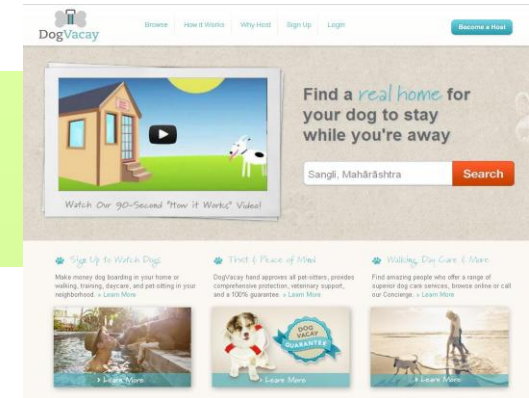 DogVacay
Browse How it Works Why Host Sign Up Login
Become a Host
Find a real home for
your dog to stay
while you're away
Sangli, Mahārāshtra Search
Watch Our 90-Second "How it Works" Video!
Sign Up to Watch Dogs
Make money dog boarding in your home or
walking, training, daycare, and pet-sitting in your
neighborhood. » Learn More
> Learn More
Trust & Peace of Mind
DogVacay hand approves all pet-sitters, provides
comprehensive protection, veterinary support,
and a 100% guarantee. » Learn More
DOG
VACAY
GUARANTEE
> Learn More
Walking, Day Care & More
Find amazing people who offer a range of
superior dog care services, browse online or call
our Concierge. » Learn More
> Learn More